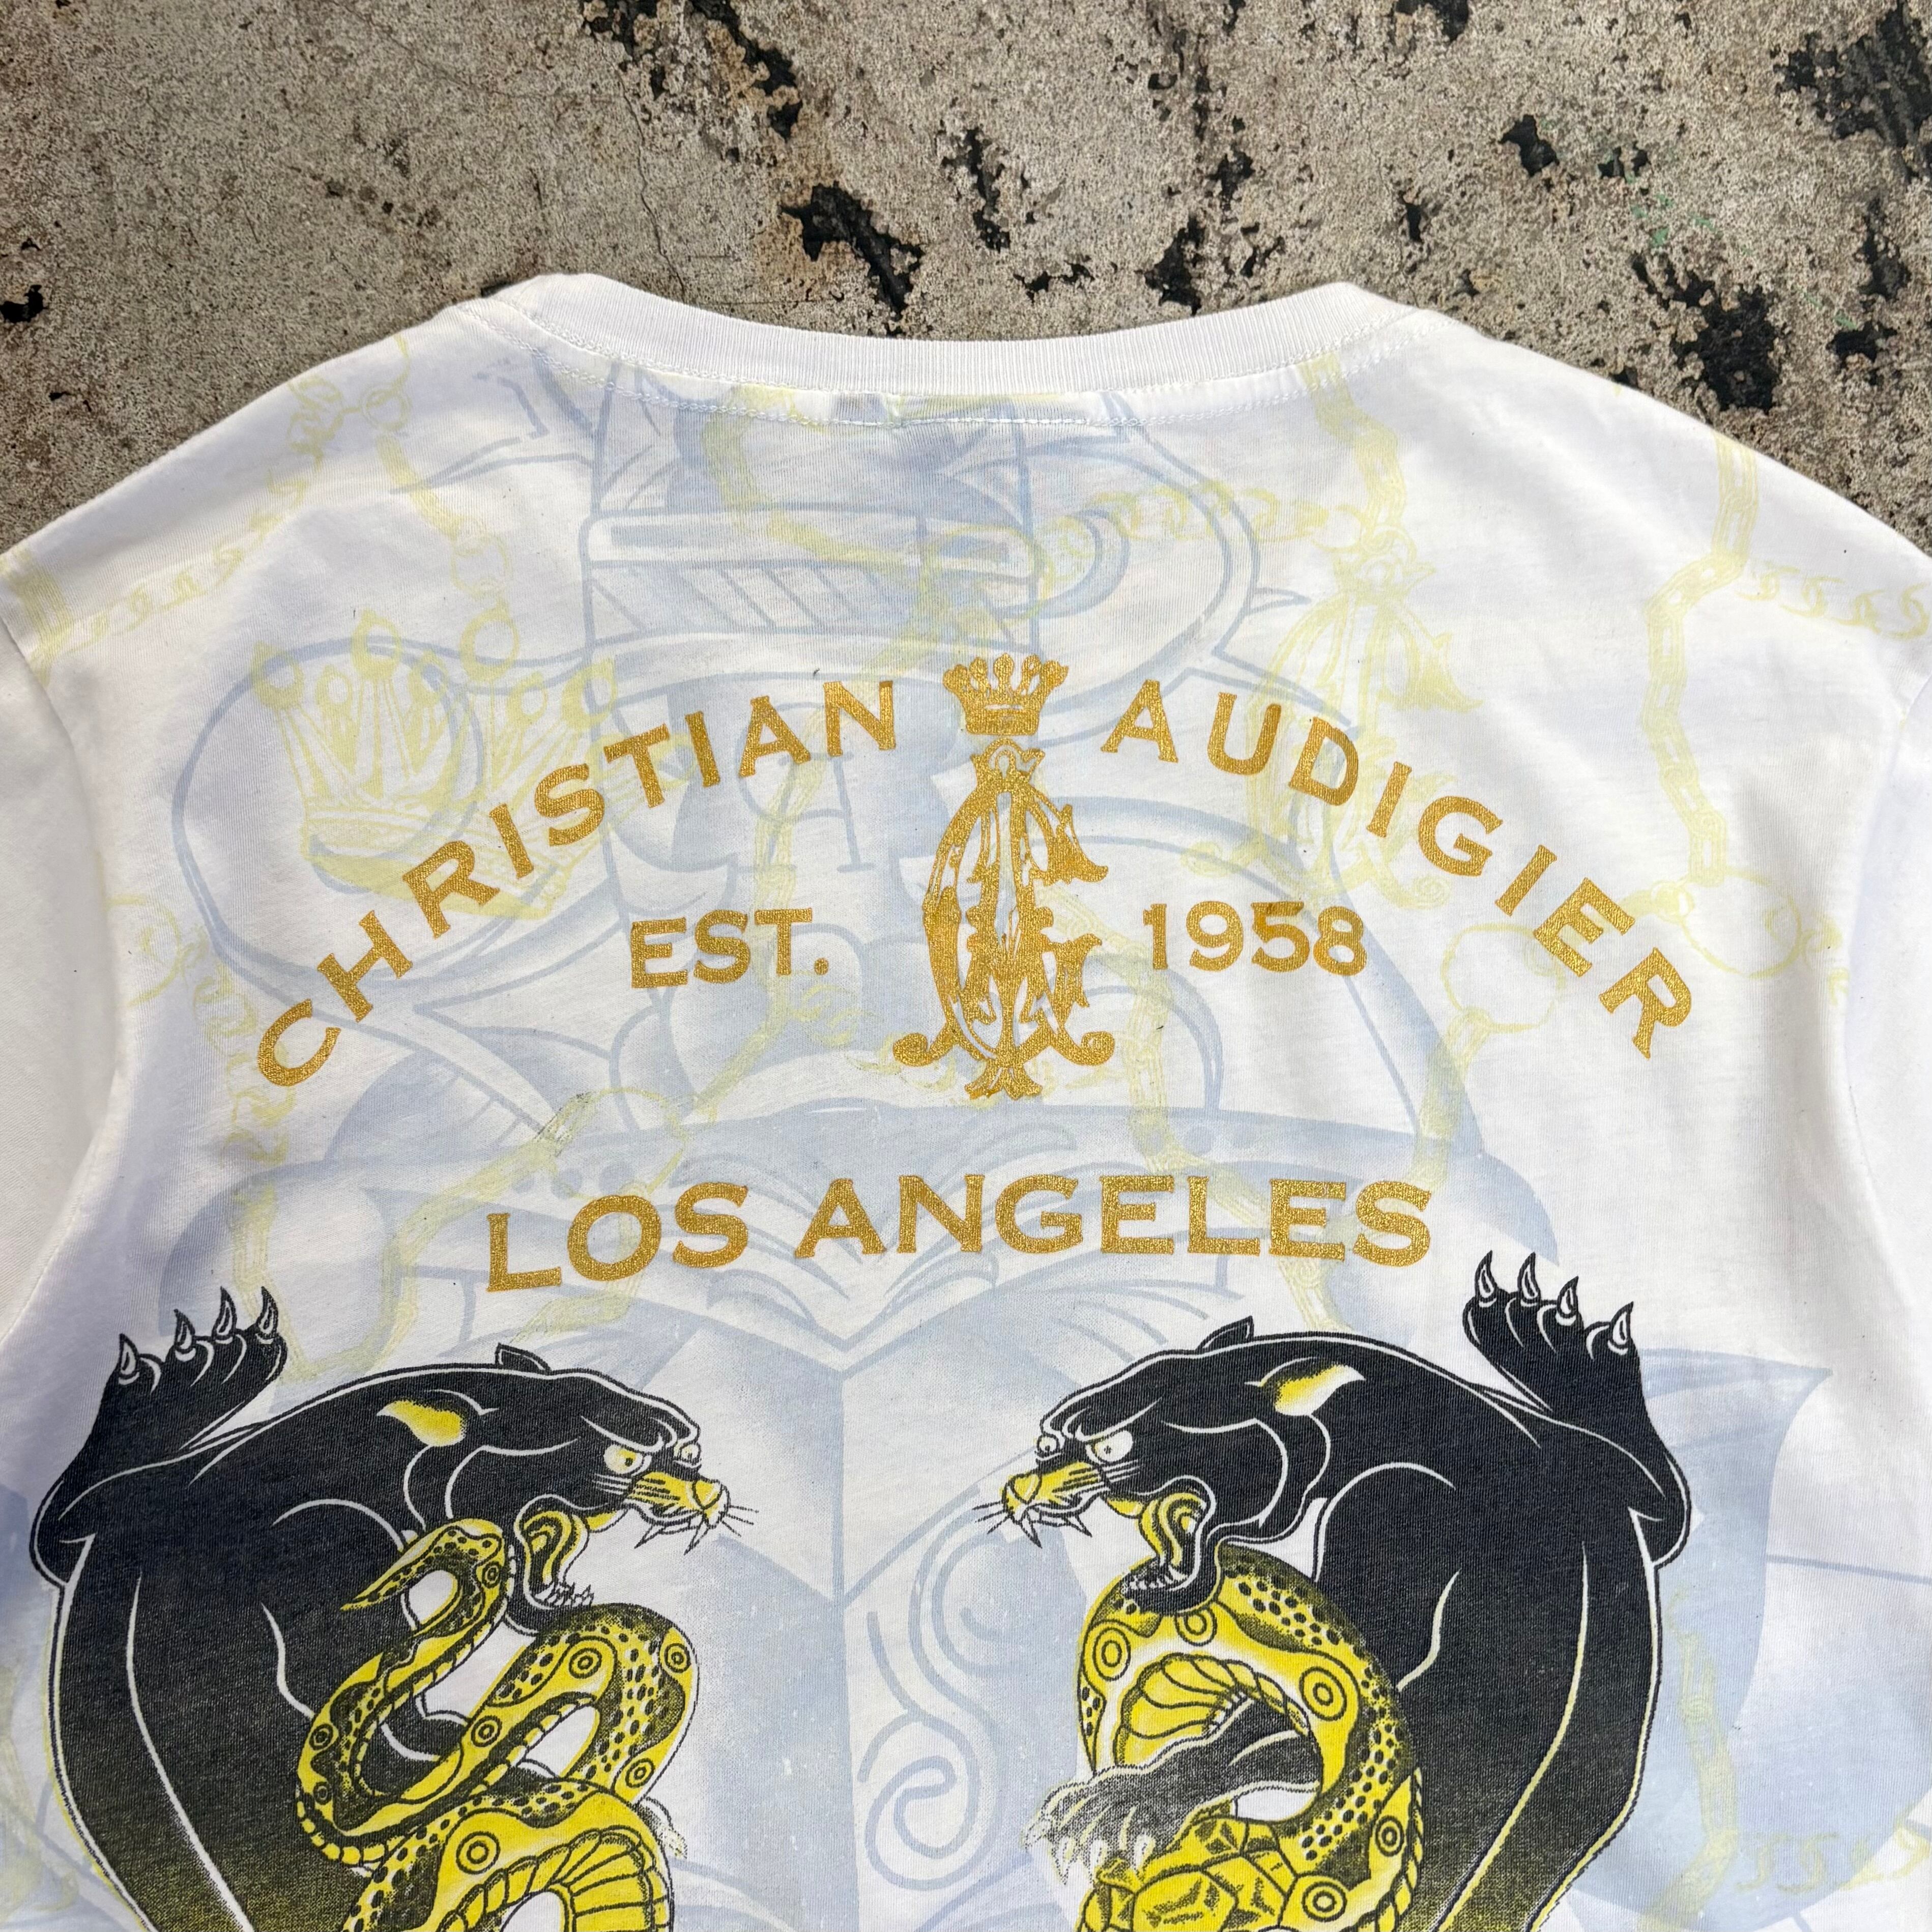 CHRISTIAN AUDIGIER
EST. 1958
LOS ANGELES